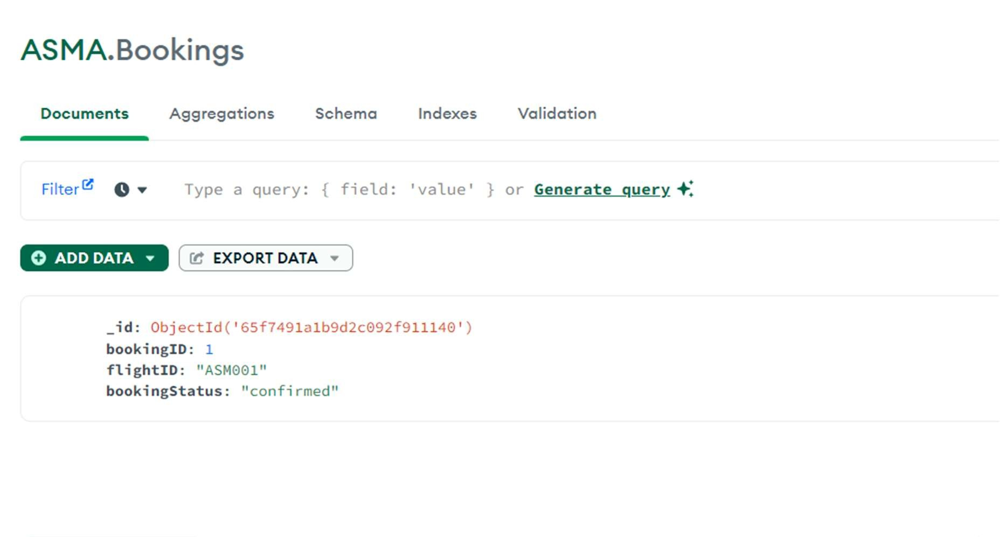 ASMA.Bookings
Documents Aggregations Schema Indexes Validation
Filter Type a query: { field: 'value' } or Generate query
ADD DATA EXPORT DATA
_id: ObjectId('65f7491a1b9d2c092f911140')
bookingID: 1
flightID: "ASM001"
bookingStatus: "confirmed"